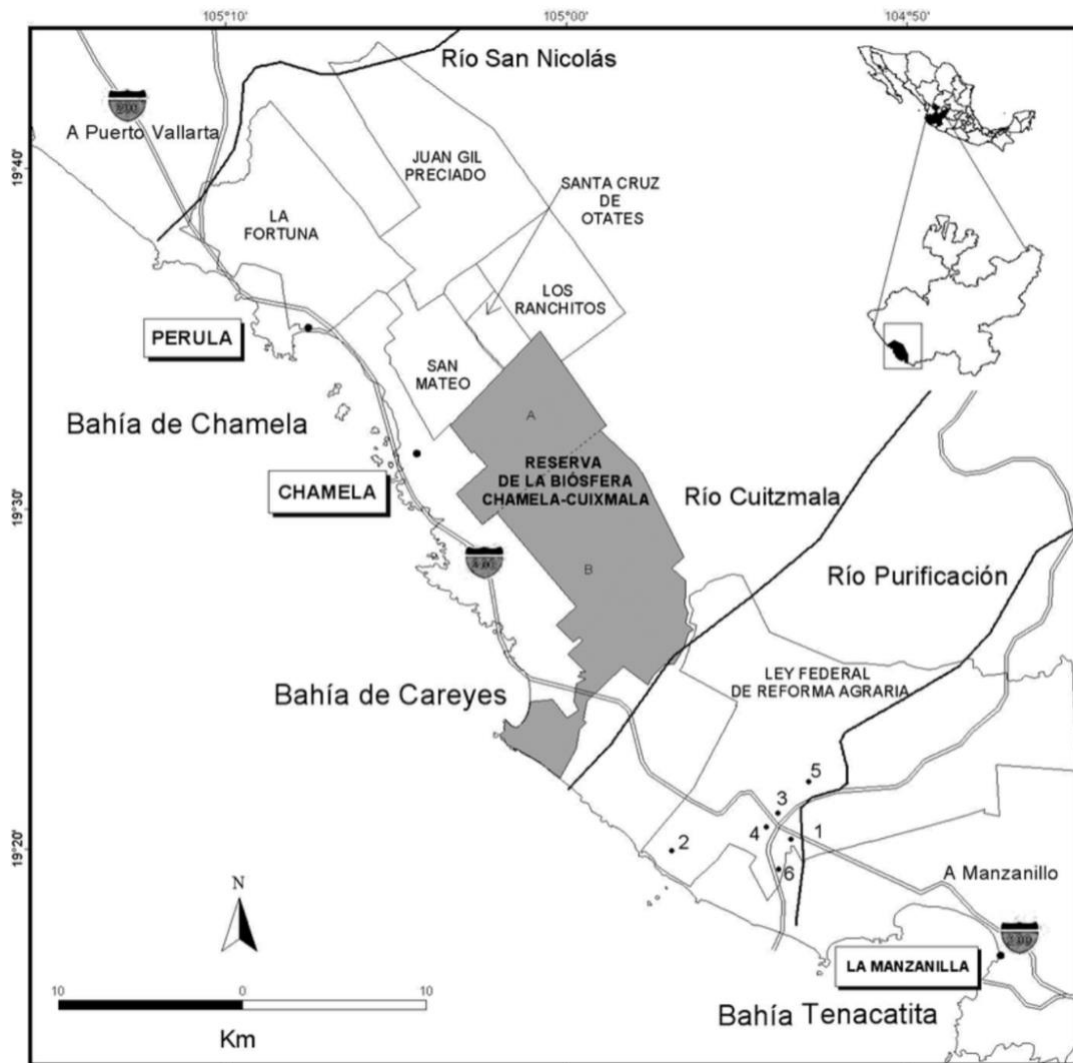 105°10'
105°00'
104°50'
19°40'
19°30'
19°20'
Río San Nicolás
A Puerto Vallarta
JUAN GIL
PRECIADO
SANTA CRUZ
DE
OTATES
LA
FORTUNA
LOS
RANCHITOS
PERULA
SAN
MATEO
Bahía de Chamela
A
RESERVA
DE LA BIÓSFERA
CHAMELA-CUIXMALA
CHAMELA
Río Cuitzmala
B
Río Purificación
LEY FEDERAL
DE REFORMA AGRARIA
Bahía de Careyes
5
3
4
1
2
6
A Manzanillo
N
LA MANZANILLA
Bahía Tenacatita
10
0
10
Km